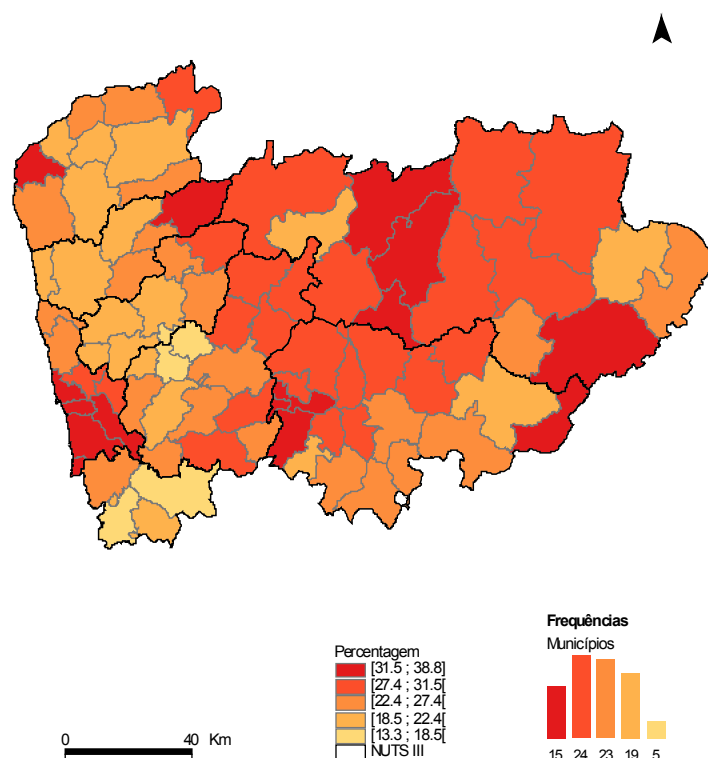 Percentagem
[31.5 ; 38.8]
[27.4 ; 31.5[
[22.4 ; 27.4[
[18.5 ; 22.4[
[13.3 ; 18.5[
NUTS III
0 40 Km
Frequências
Municípios
15 24 23 19 5